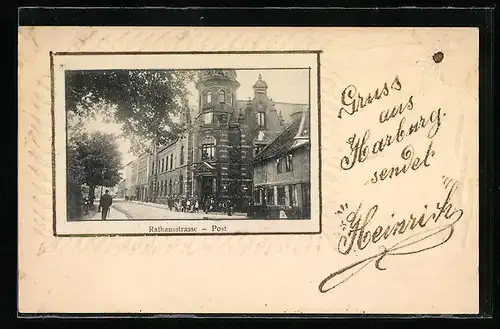 Rathausstrasse - Post
Gruss
aus
Harburg.
sendet
"Heinrich"